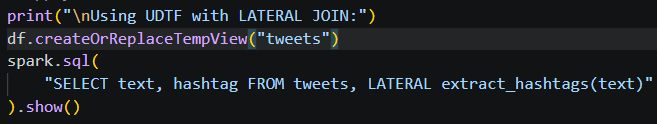 print("\nUsing UDTF with LATERAL JOIN:")
df.createOrReplaceTempView("tweets")
spark.sql(
    "SELECT text, hashtag FROM tweets, LATERAL extract_hashtags(text)"
).show()